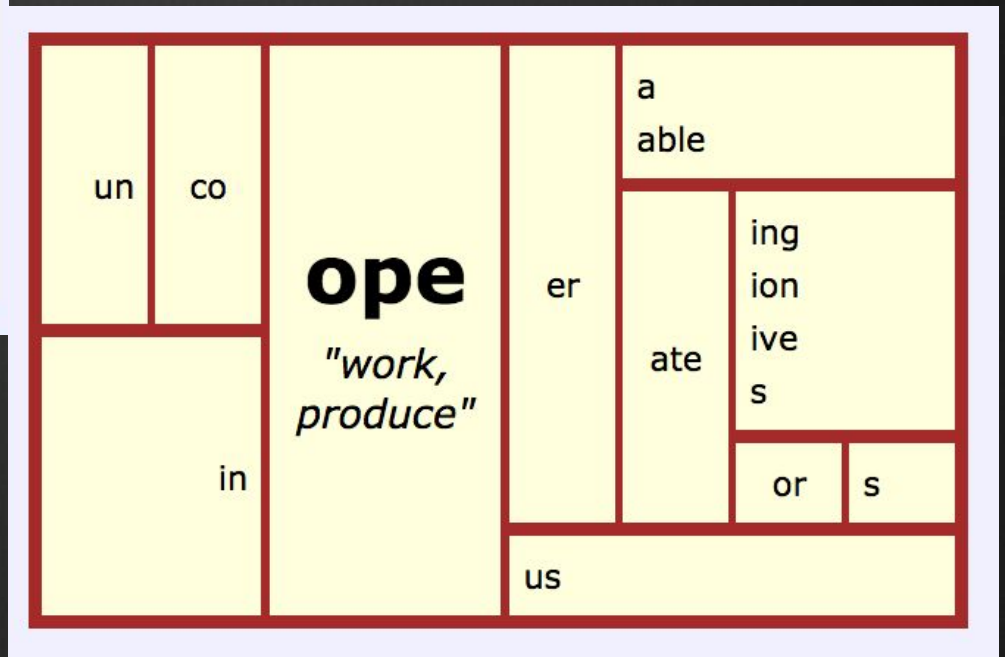 un
co
in
ope
"work,
produce"
er
a
able
ate
ing
ion
ive
s
or
s
us